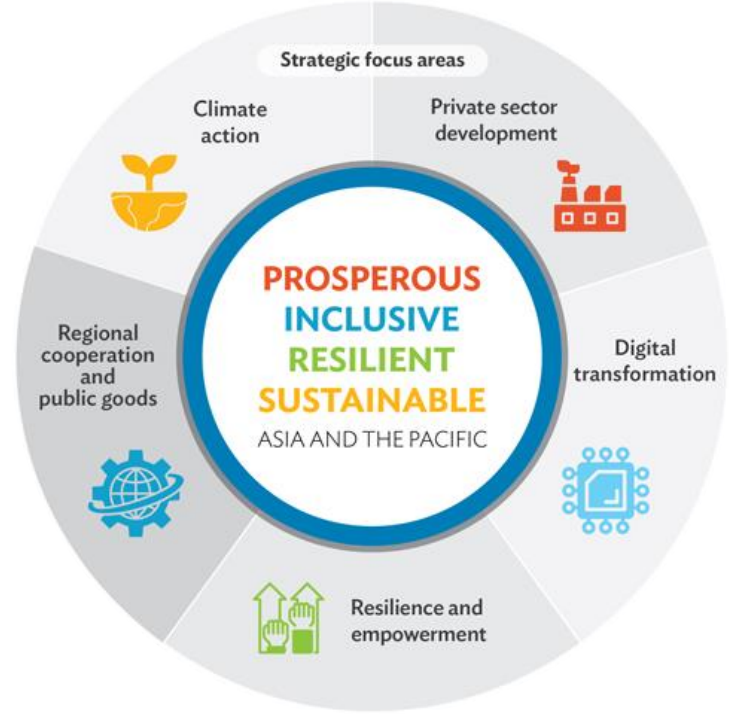 Strategic focus areas
Climate
action
Private sector
development
PROSPEROUS
INCLUSIVE
RESILIENT
SUSTAINABLE
ASIA AND THE PACIFIC
Regional
cooperation
and
public goods
Digital
transformation
Resilience and
empowerment